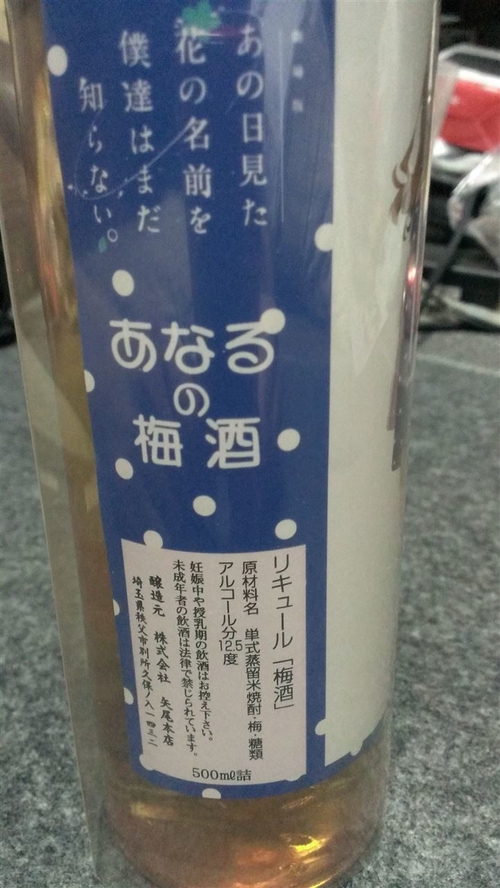 劇場版
あの日見た
花の名前を
僕達はまだ
知らない。
あなる
の
梅酒
リキュール「梅酒」
原材料名 単式蒸留米焼酎・梅・糖類
アルコール分12.5度
妊娠中や授乳期の飲酒はお控え下さい。
未成年者の飲酒は法律で禁じられています。
醸造元 株式会社 矢尾本店
埼玉県秩父市別所久保ノ入一四三二
500mℓ詰